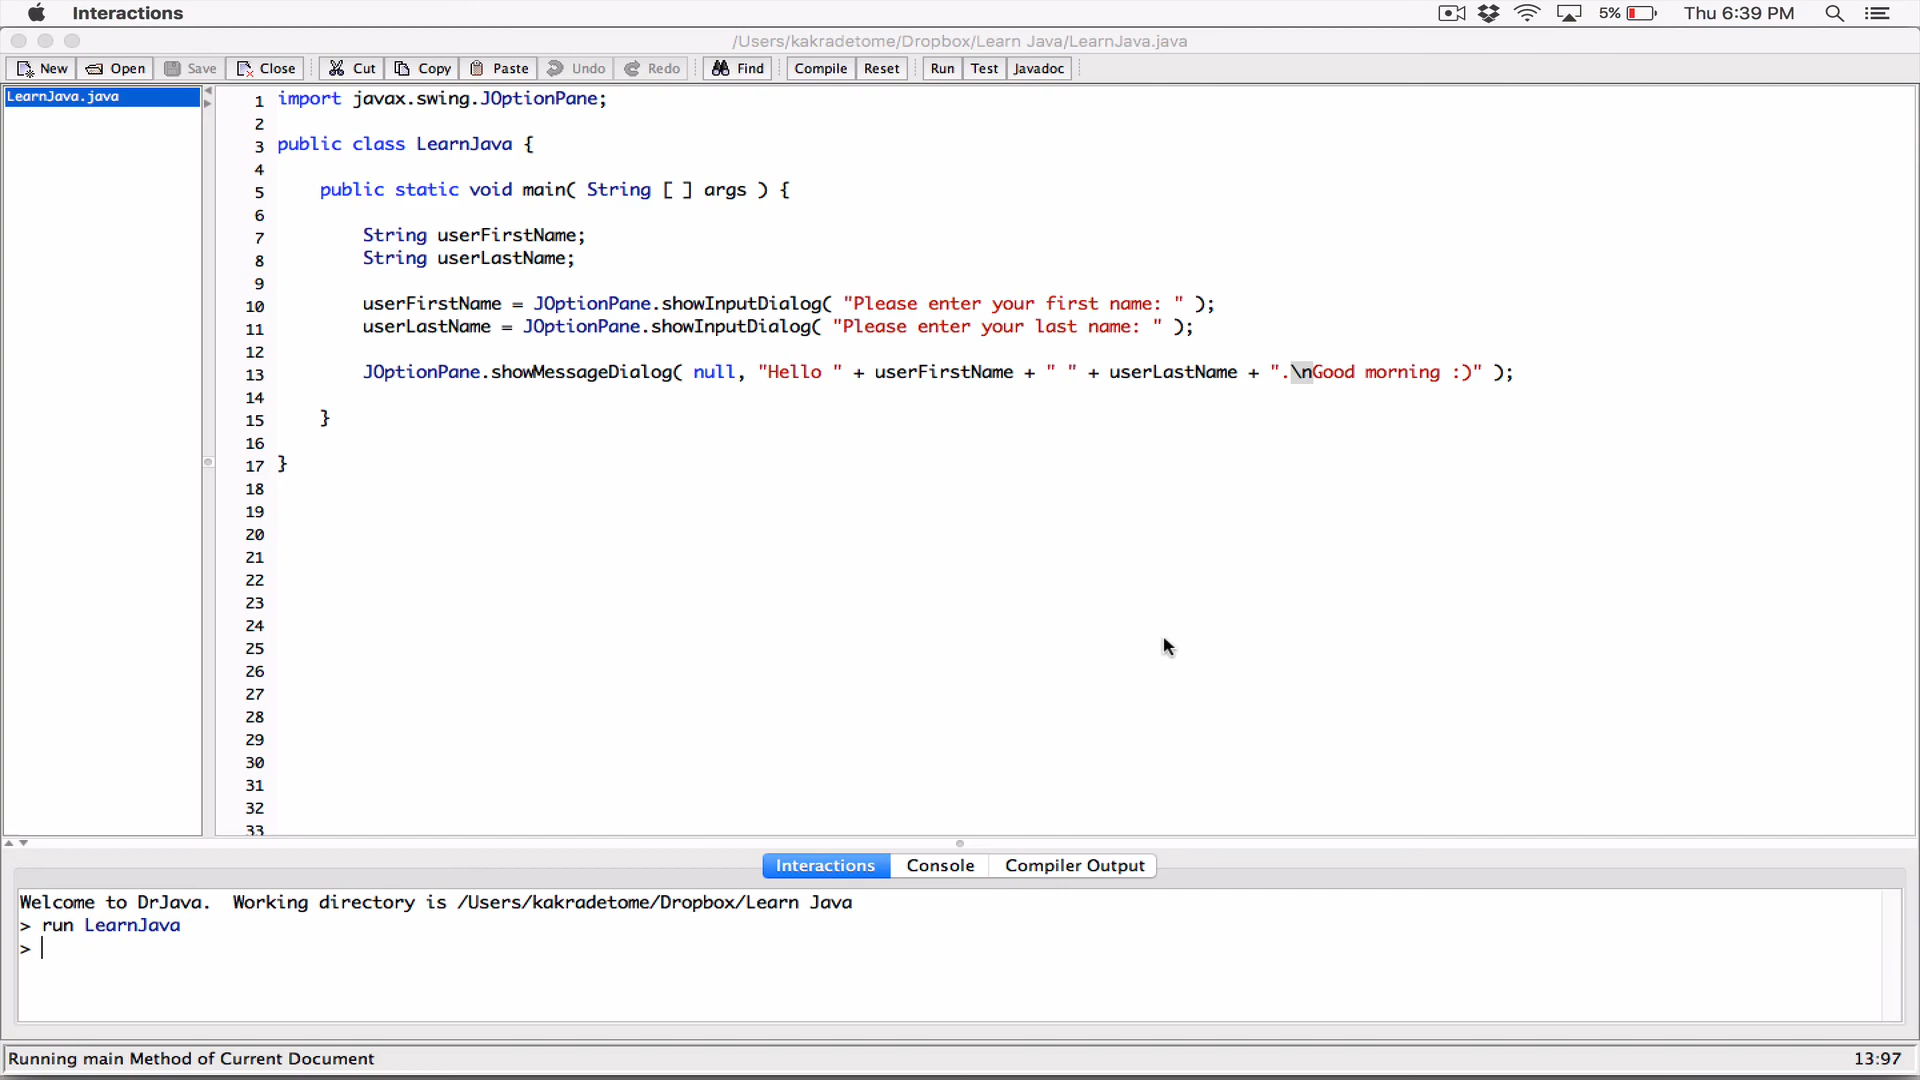 Interactions 5% Thu 6:39 PM
/Users/kakradetome/Dropbox/Learn Java/LearnJava.java
New Open Save Close Cut Copy Paste Undo Redo Find Compile Reset Run Test Javadoc
LearnJava.java
1 import javax.swing.JOptionPane;
2
3 public class LearnJava {
4
5     public static void main( String [ ] args ) {
6
7         String userFirstName;
8         String userLastName;
9
10         userFirstName = JOptionPane.showInputDialog( "Please enter your first name: " );
11         userLastName = JOptionPane.showInputDialog( "Please enter your last name: " );
12
13         JOptionPane.showMessageDialog( null, "Hello " + userFirstName + " " + userLastName + ".\nGood morning :)" );
14
15     }
16
17 }
18
19
20
21
22
23
24
25
26
27
28
29
30
31
32
33
Interactions Console Compiler Output
Welcome to DrJava.  Working directory is /Users/kakradetome/Dropbox/Learn Java
> run LearnJava
>
Running main Method of Current Document 13:97